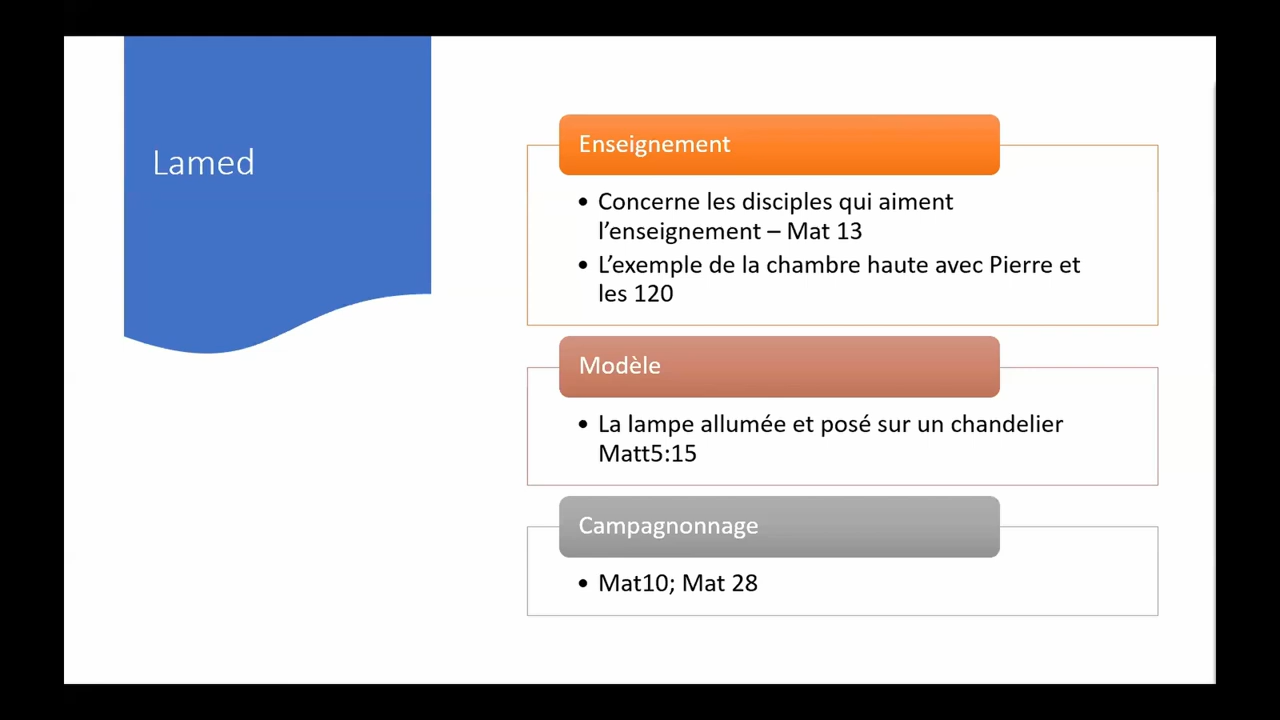 Lamed
Enseignement
• Concerne les disciples qui aiment
l’enseignement – Mat 13
• L’exemple de la chambre haute avec Pierre et
les 120
Modèle
• La lampe allumée et posé sur un chandelier
Matt5:15
Campagnonnage
• Mat10; Mat 28